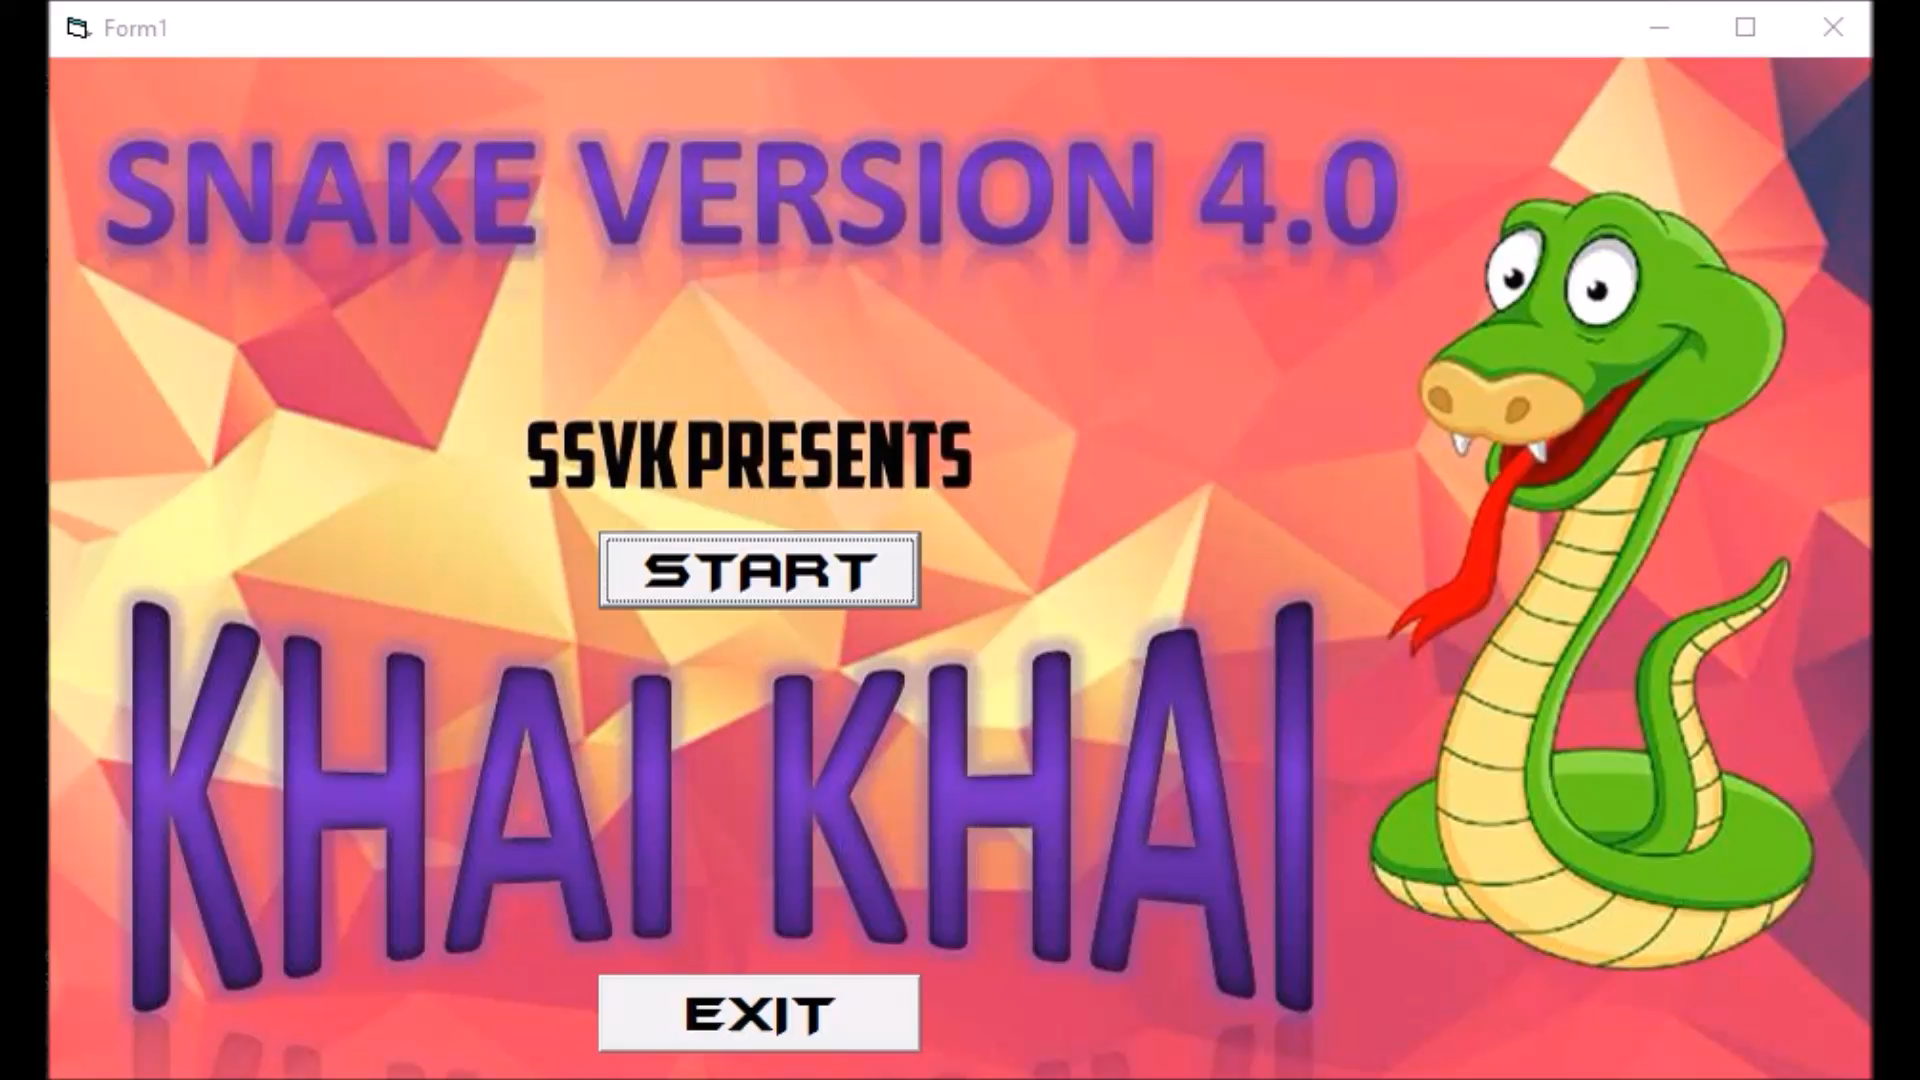 Form1
SNAKE VERSION 4.0
SSVK PRESENTS
START
KHAI KHAI
EXIT